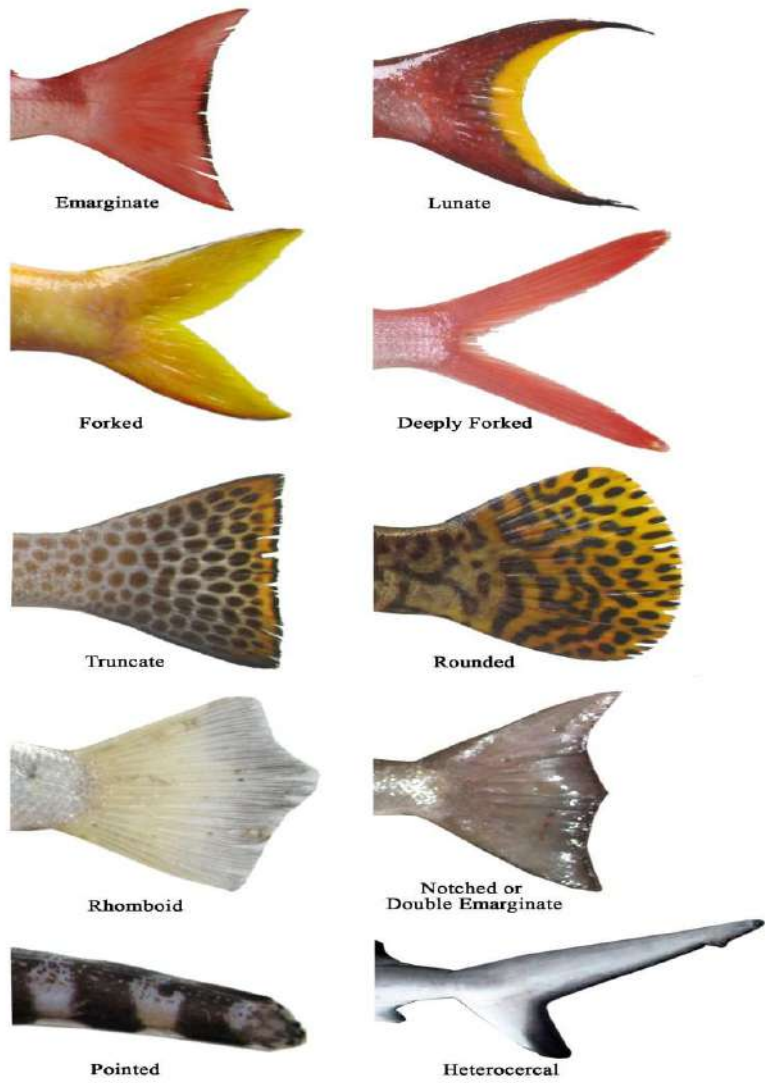 Emarginate
Lunate
Forked
Deeply Forked
Truncate
Rounded
Rhomboid
Notched or
Double Emarginate
Pointed
Heterocercal